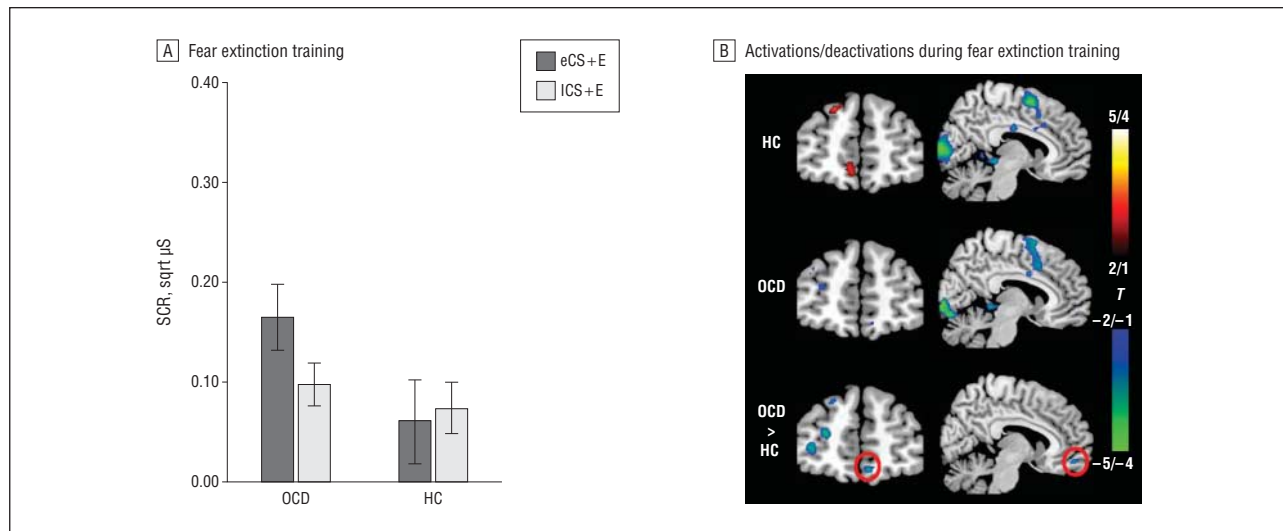 A Fear extinction training
eCS+E
lCS+E
0.40
0.30
0.20
0.10
0.00
SCR, sqrt µS
OCD
HC
B Activations/deactivations during fear extinction training
HC
OCD
OCD
>
HC
5/4
2/1
T
−2/−1
−5/−4